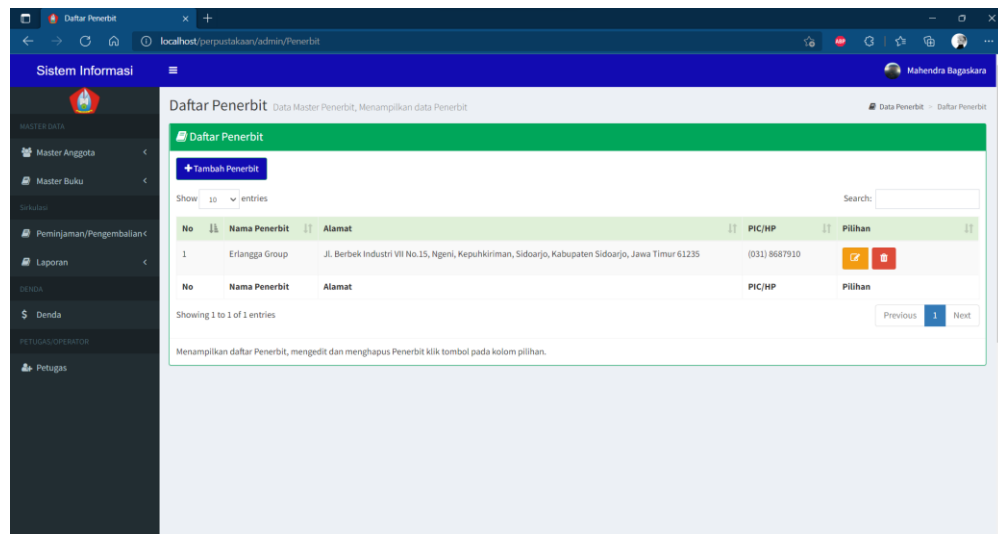 Daftar Penerbit
localhost/perpustakaan/admin/Penerbit
ABP
Sistem Informasi
Mahendra Bagaskara
Daftar Penerbit Data Master Penerbit, Menampilkan data Penerbit
Data Penerbit > Daftar Penerbit
MASTER DATA
Master Anggota
Master Buku
Sirkulasi
Peminjaman/Pengembalian
Laporan
DENDA
$ Denda
PETUGAS/OPERATOR
Petugas
Daftar Penerbit
+Tambah Penerbit
Show 10 entries
Search:
No Nama Penerbit Alamat PIC/HP Pilihan
1 Erlangga Group Jl. Berbek Industri VII No.15, Ngeni, Kepuhkiriman, Sidoarjo, Kabupaten Sidoarjo, Jawa Timur 61235 (031) 8687910
No Nama Penerbit Alamat PIC/HP Pilihan
Showing 1 to 1 of 1 entries
Previous 1 Next
Menampilkan daftar Penerbit, mengedit dan menghapus Penerbit klik tombol pada kolom pilihan.